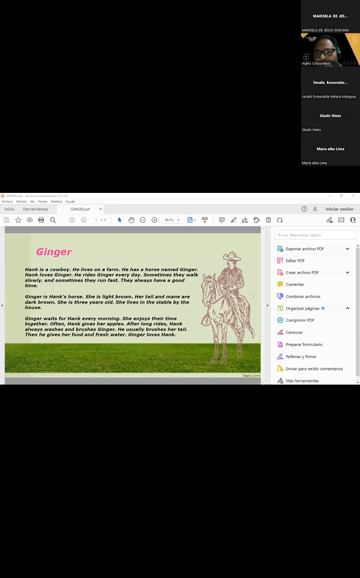 MARISELA DE JES...
MARISELA DE JESUS GUEVARA
Ingles Corporativo
Veraliz Esmeralda...
Veraliz Esmeralda Melara Mangula
Gladis Nieto
Gladis Nieto
Maria elba Lima
Maria elba Lima
Inicio Herramientas GINGER.pdf
Iniciar sesión
Ginger
Hank is a cowboy. He lives on a farm. He has a horse named Ginger.
Hank loves Ginger. He rides Ginger every day. Sometimes they walk
slowly, and sometimes they run fast. They always have a good
time.
Ginger is Hank's horse. She is light brown. Her tail and mane are
dark brown. She is three years old. She lives in the stable by the
house.
Ginger waits for Hank every morning. She enjoys their time
together. Often, Hank gives her apples. After long rides, Hank
always washes and brushes Ginger. He usually brushes her tail.
Then he gives her food and fresh water. Ginger loves Hank.
Exportar archivo PDF
Editar PDF
Crear archivo PDF
Comentar
Combinar archivos
Organizar páginas
Comprimir PDF
Censurar
Preparar formulario
Rellenar y firmar
Enviar para recibir comentarios
Más herramientas